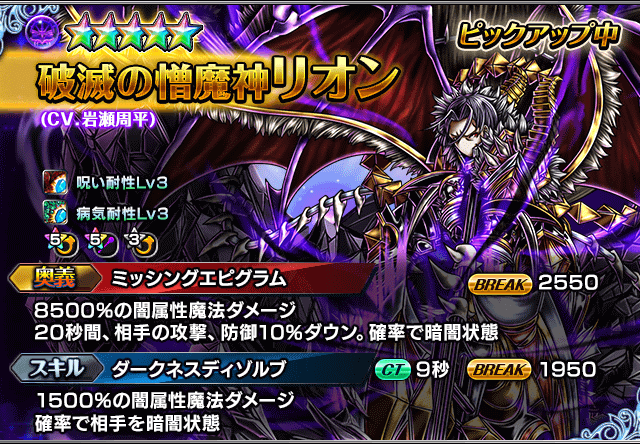 ピックアップ中
破滅の憎魔神リオン
(CV.岩瀬周平)
呪い耐性Lv3
病気耐性Lv3
5 5 3
奥義 ミッシングエピグラム BREAK 2550
8500%の闇属性魔法ダメージ
20秒間、相手の攻撃、防御10%ダウン。確率で暗闇状態
スキル ダークネスディゾルブ CT 9秒 BREAK 1950
1500%の闇属性魔法ダメージ
確率で相手を暗闇状態